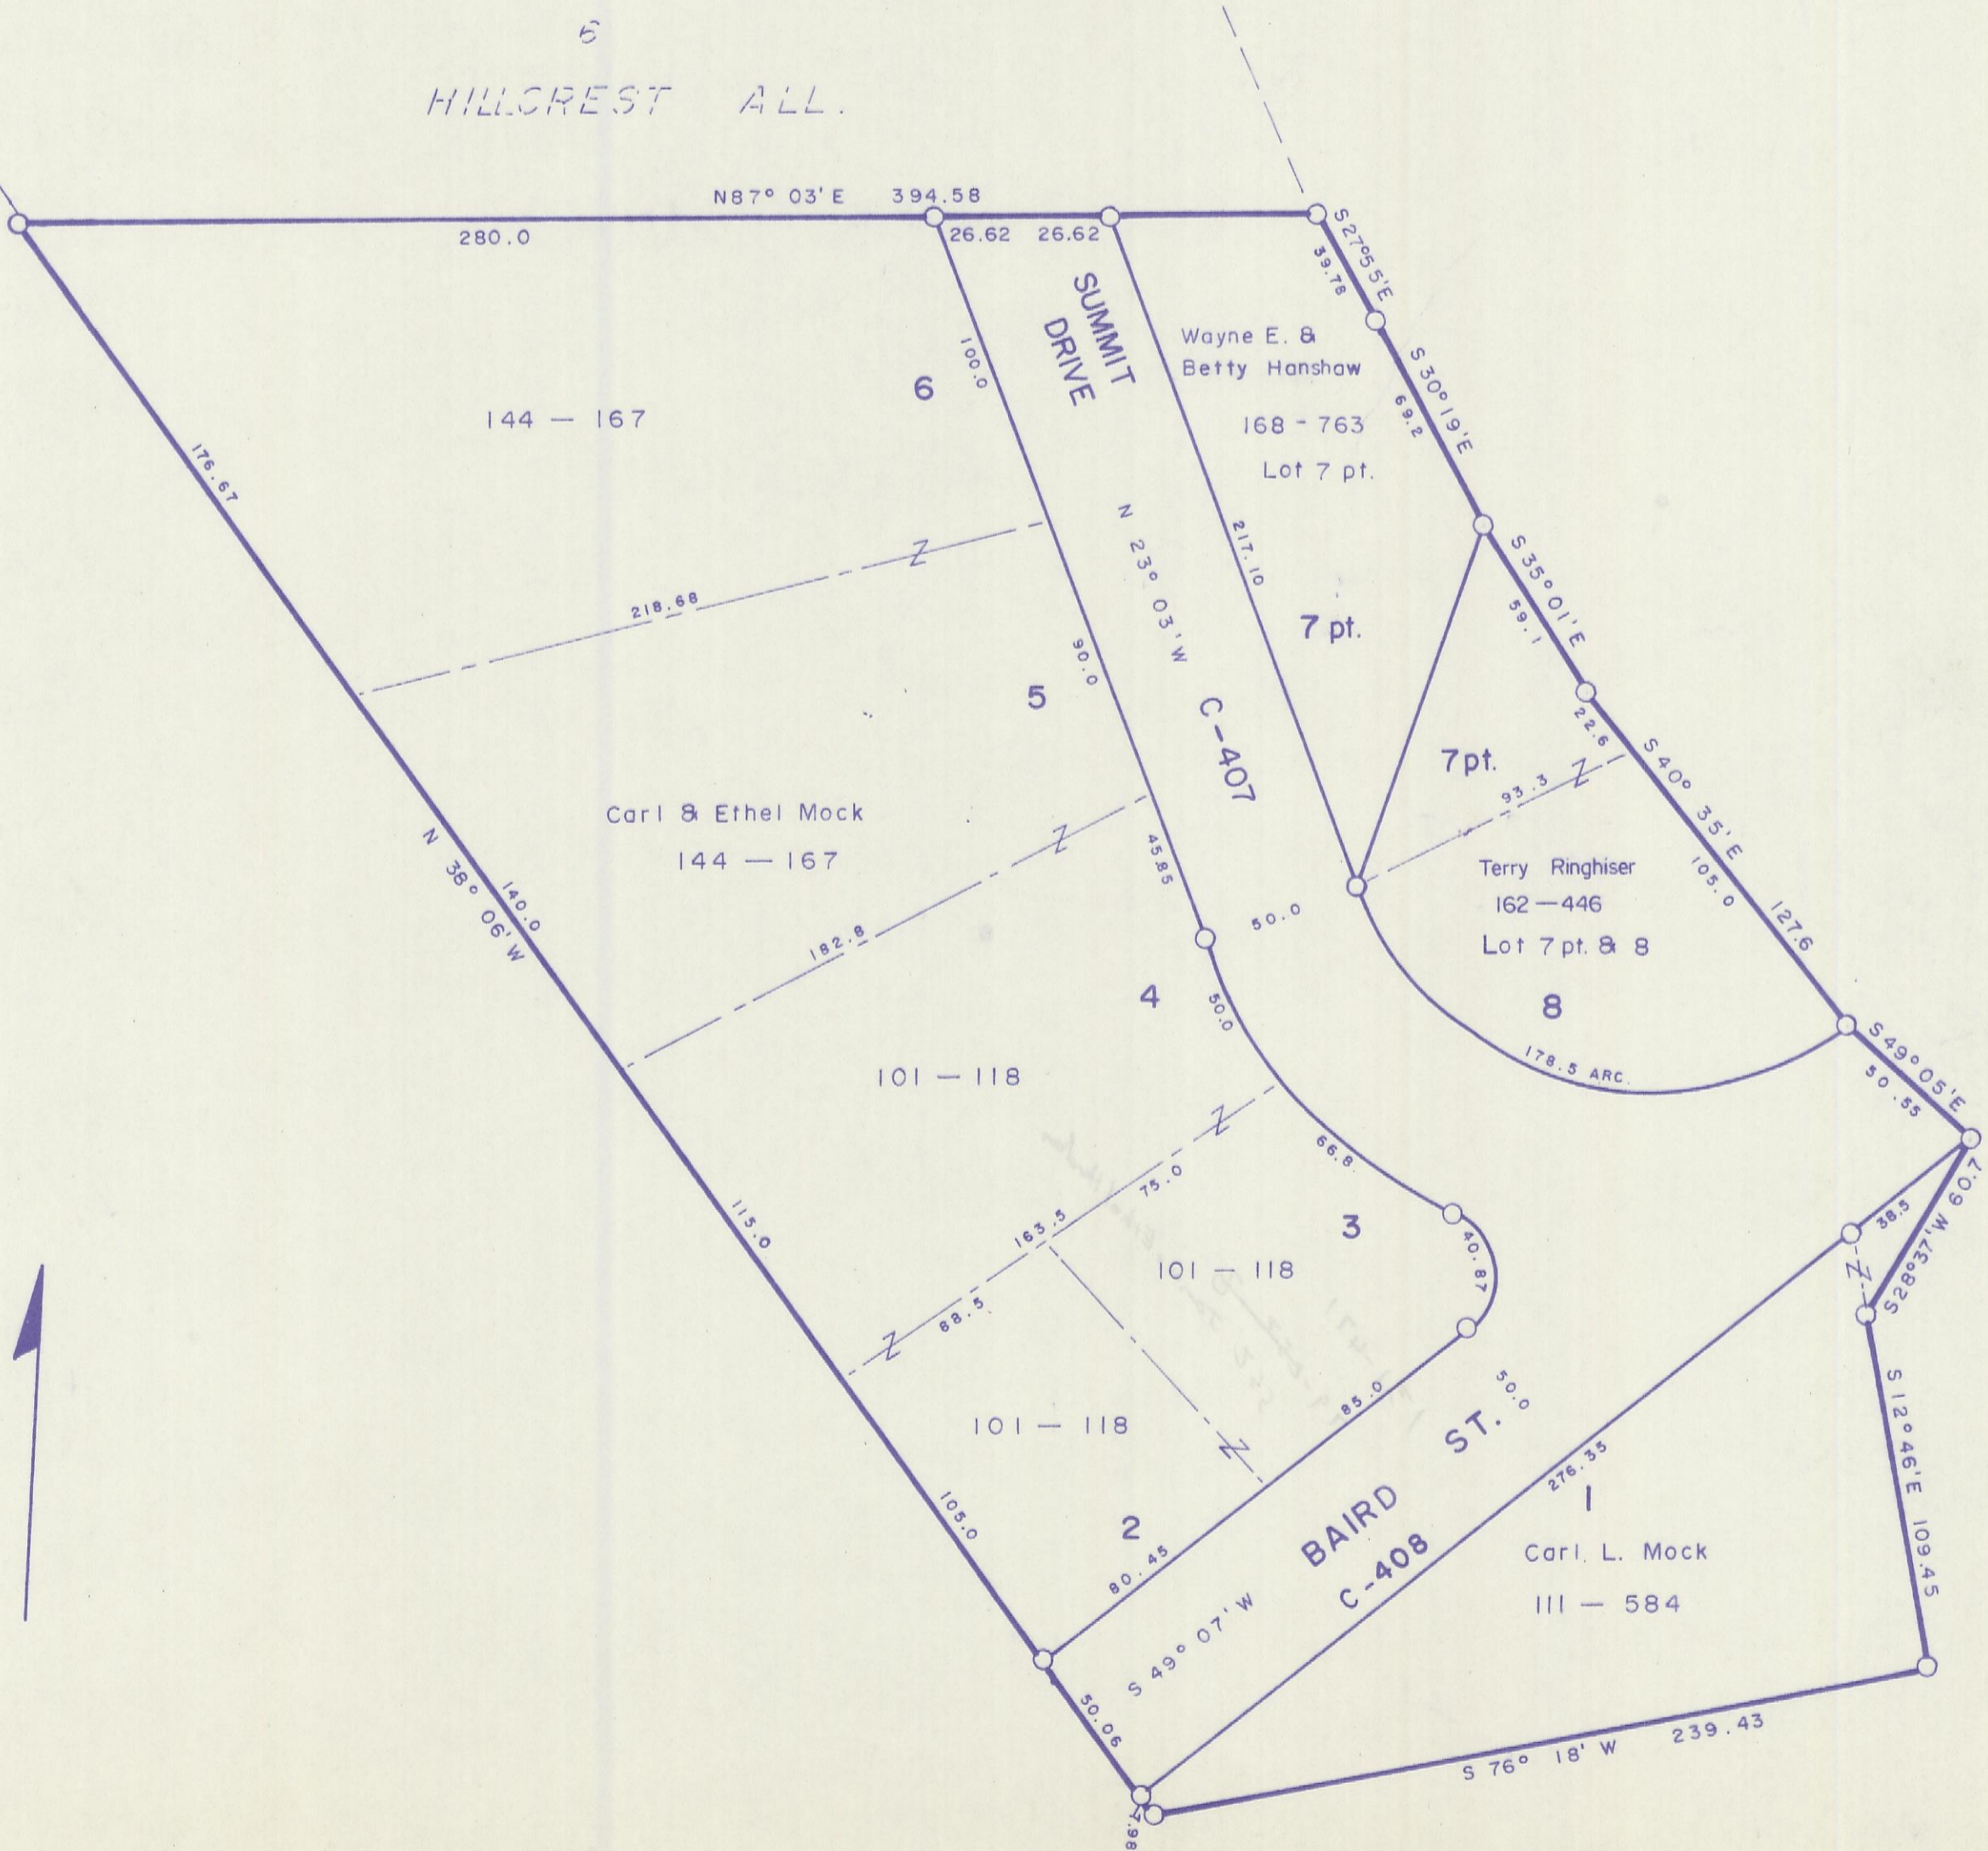 6
HILLCREST ALL.
N87° 03' E 394.58
280.0
26.62 26.62
S27°55'E
39.78
SUMMIT
DRIVE
Wayne E. &
Betty Hanshaw
168 - 763
Lot 7 pt.
S 30° 19' E
69.2
100.0
6
144 — 167
176.67
N 23° 03' W
217.10
S 35° 01' E
59.1
218.68
7 pt.
90.0
5
C-407
22.6
7 pt.
93.3
S 40° 35' E
105.0
127.6
Carl & Ethel Mock
144 — 167
N 38° 06' W
140.0
45.85
182.8
50.0
Terry Ringhiser
162 — 446
Lot 7 pt. & 8
8
178.5 ARC.
4
50.0
101 — 118
S49°05'E
50.55
66.8
75.0
163.5
115.0
3
101 — 118
40.87
38.5
S28°37'W 60.7
88.5
101 — 118
85.0
50.0
BAIRD ST.
C-408
276.35
S 12° 46' E 109.45
105.0
2
80.45
1
Carl. L. Mock
111 — 584
S 49° 07' W
50.06
S 76° 18' W 239.43
7.98